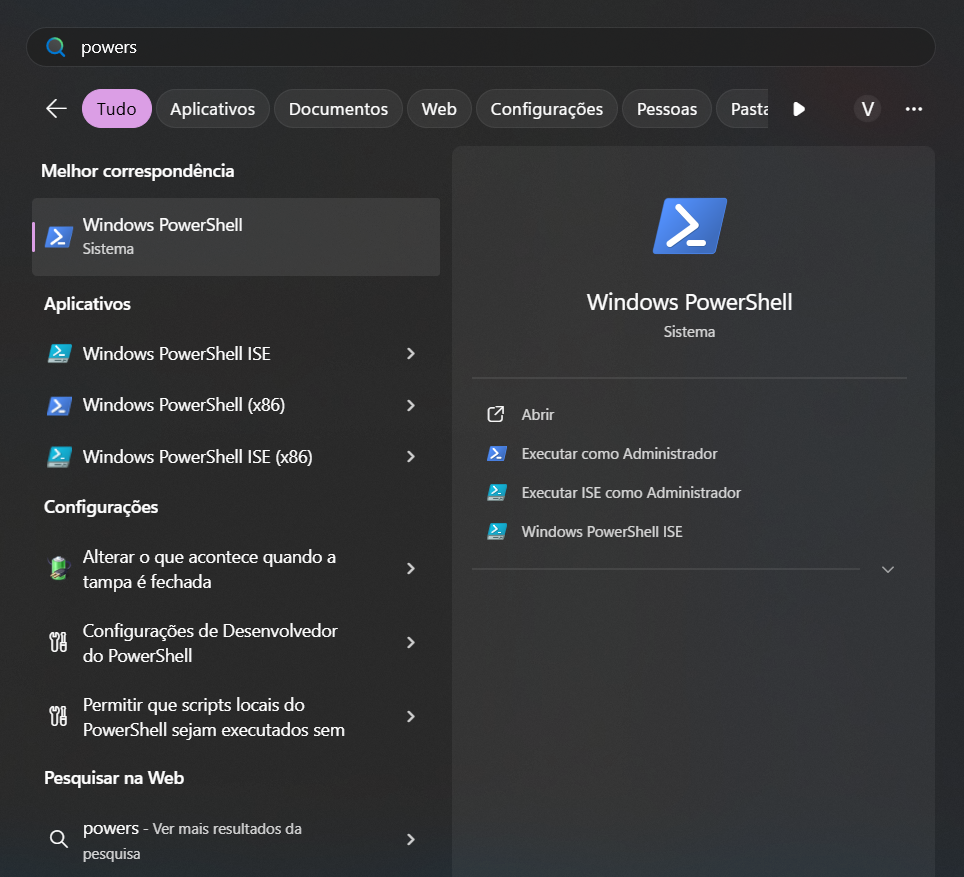 powers
Tudo Aplicativos Documentos Web Configurações Pessoas Pasta V ...
Melhor correspondência
Windows PowerShell
Sistema
Aplicativos
Windows PowerShell ISE
Windows PowerShell (x86)
Windows PowerShell ISE (x86)
Configurações
Alterar o que acontece quando a
tampa é fechada
Configurações de Desenvolvedor
do PowerShell
Permitir que scripts locais do
PowerShell sejam executados sem
Pesquisar na Web
powers - Ver mais resultados da
pesquisa
Windows PowerShell
Sistema
Abrir
Executar como Administrador
Executar ISE como Administrador
Windows PowerShell ISE